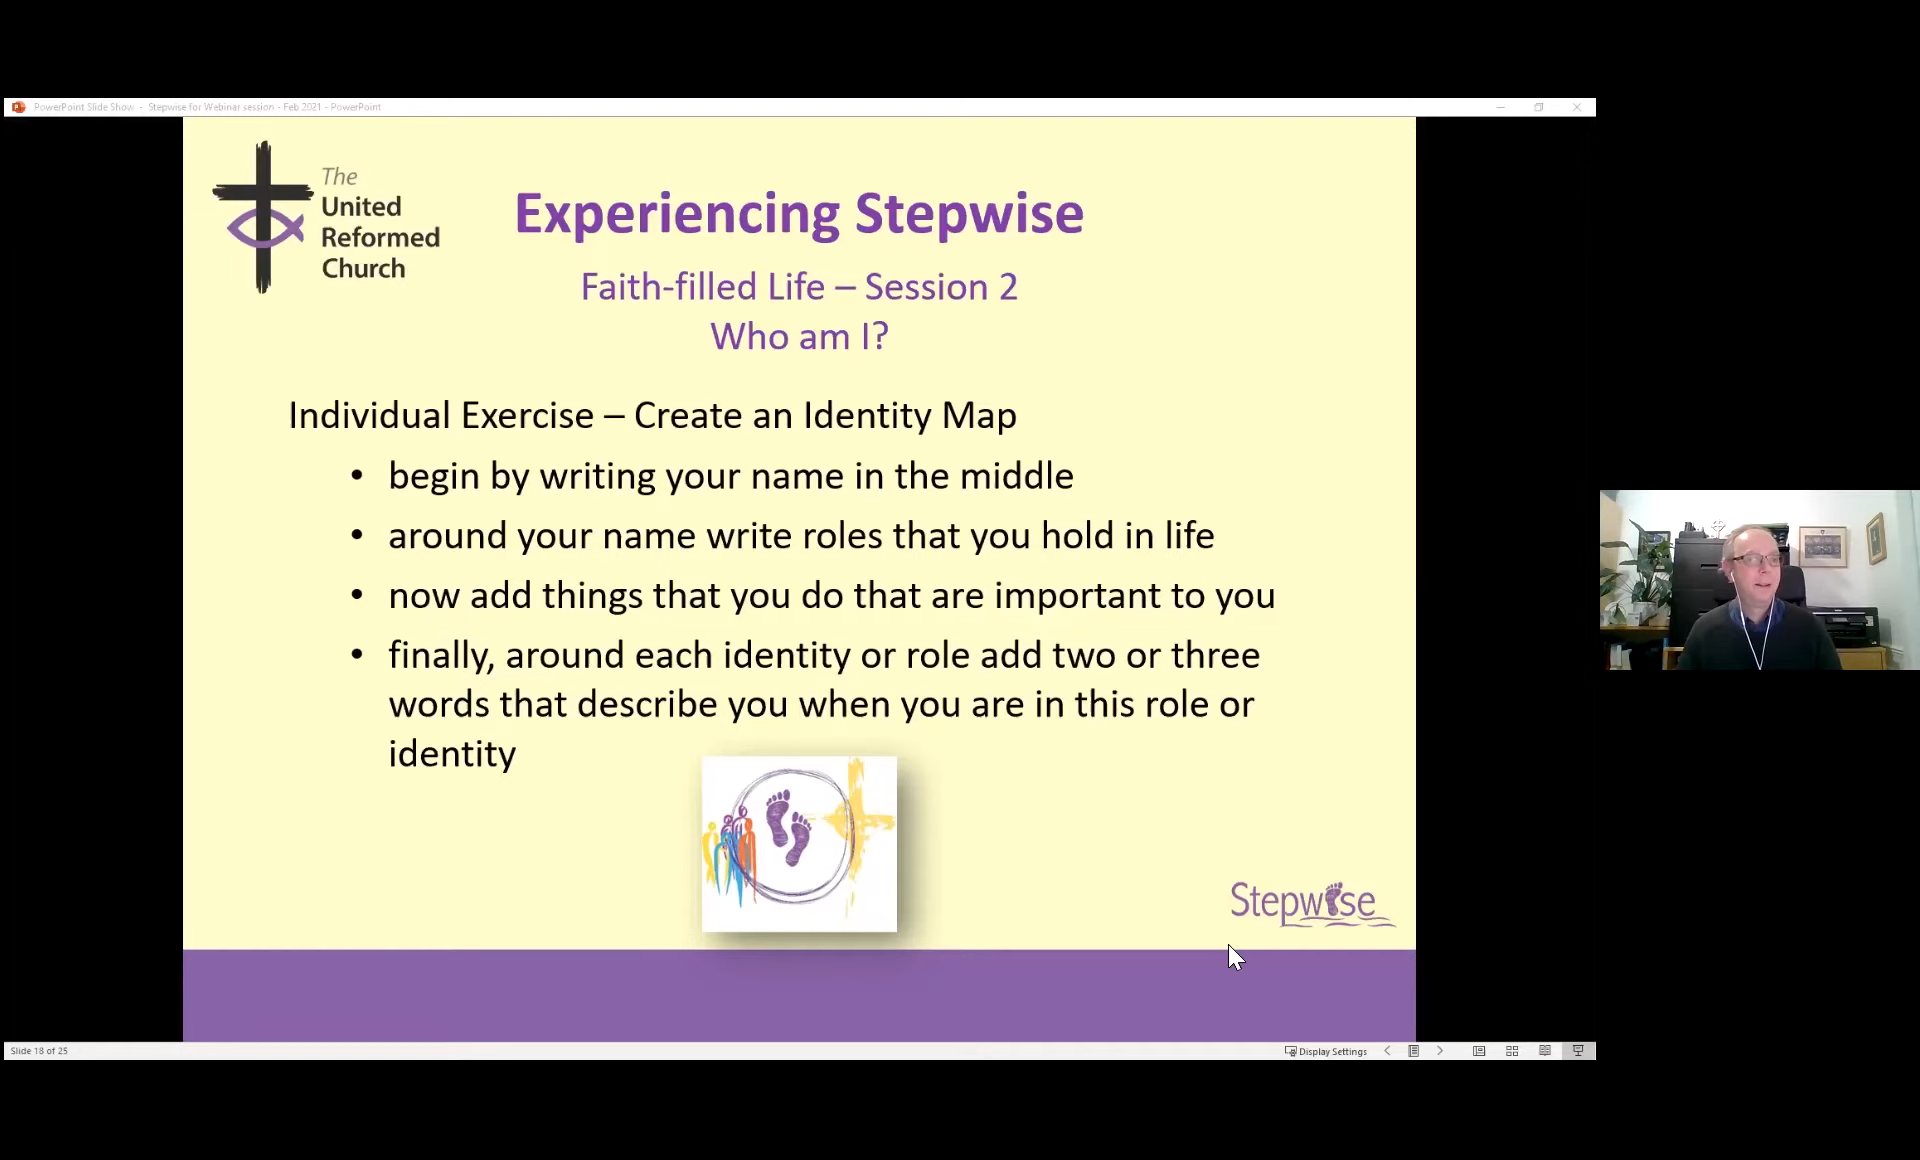 PowerPoint Slide Show - Stepwise for Webinar session - Feb 2021 - PowerPoint
The
United
Reformed
Church
Experiencing Stepwise
Faith-filled Life – Session 2
Who am I?
Individual Exercise – Create an Identity Map
• begin by writing your name in the middle
• around your name write roles that you hold in life
• now add things that you do that are important to you
• finally, around each identity or role add two or three
words that describe you when you are in this role or
identity
Stepwise
Slide 18 of 25
Display Settings